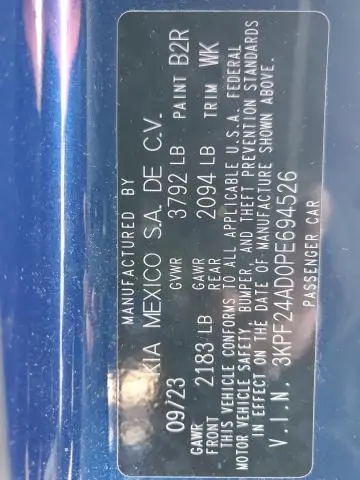 MANUFACTURED BY
KIA MEXICO S.A. DE C.V.
09/23 GVWR 3792 LB PAINT B2R
GAWR FRONT 2183 LB GAWR REAR 2094 LB TRIM WK
THIS VEHICLE CONFORMS TO ALL APPLICABLE U.S.A. FEDERAL
MOTOR VEHICLE SAFETY, BUMPER, AND THEFT PREVENTION STANDARDS
IN EFFECT ON THE DATE OF MANUFACTURE SHOWN ABOVE.
V.I.N. 3KPF24AD0PE694526
PASSENGER CAR